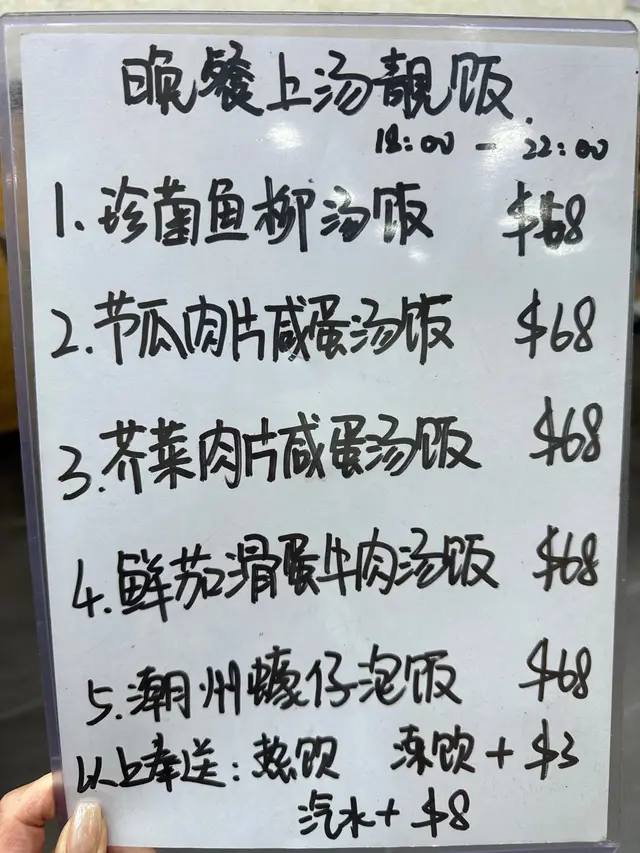 晚餐上汤靓饭
18:00 - 22:00
1. 珍菌鱼柳汤饭 $68
2. 节瓜肉片咸蛋汤饭 $68
3. 芥菜肉片咸蛋汤饭 $68
4. 鲜茄滑蛋牛肉汤饭 $68
5. 潮州蠔仔泡饭 $68
以上奉送: 热饮 冻饮 + $3
汽水 + $8